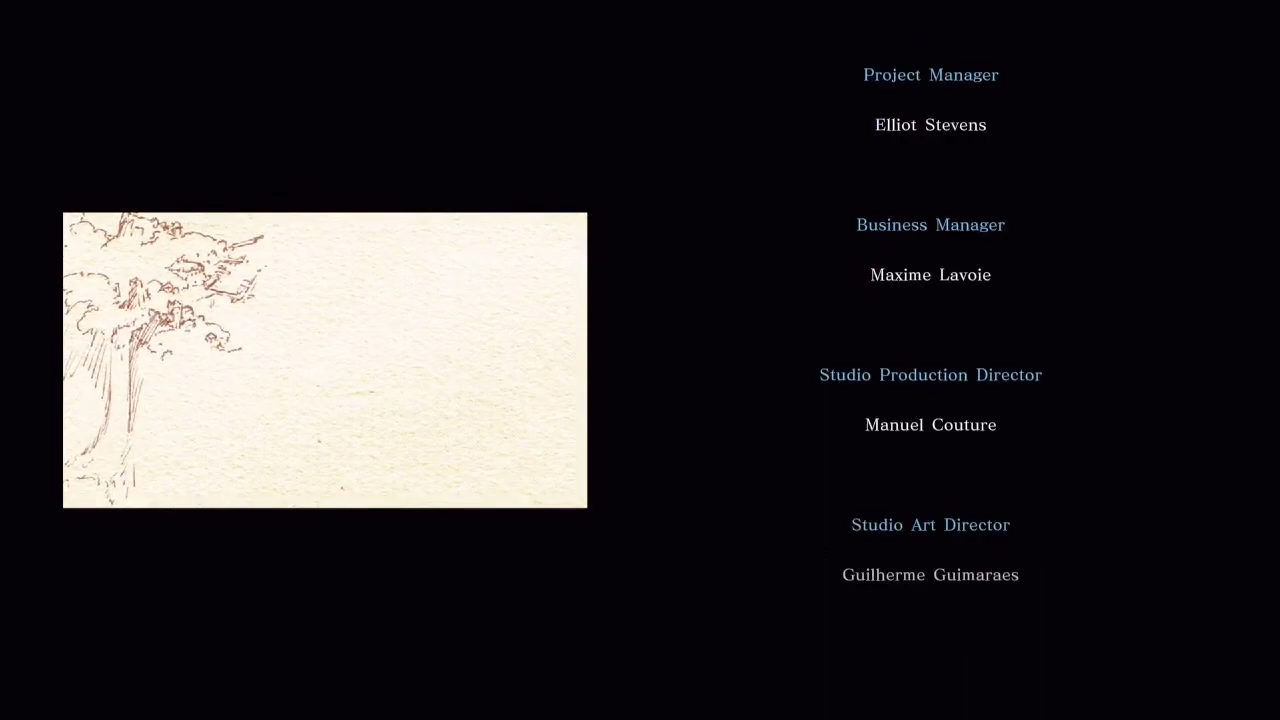 Project Manager
Elliot Stevens
Business Manager
Maxime Lavoie
Studio Production Director
Manuel Couture
Studio Art Director
Guilherme Guimaraes